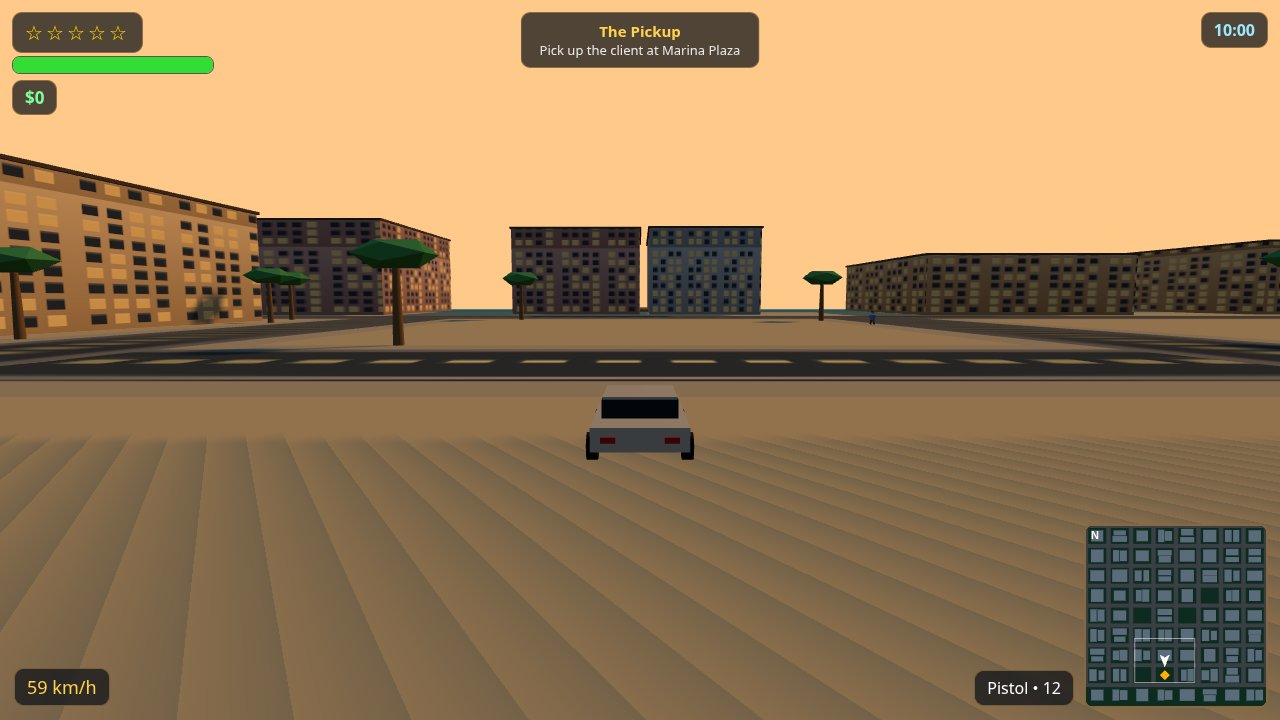 ☆☆☆☆☆
The Pickup
Pick up the client at Marina Plaza
10:00
$0
N
59 km/h
Pistol • 12